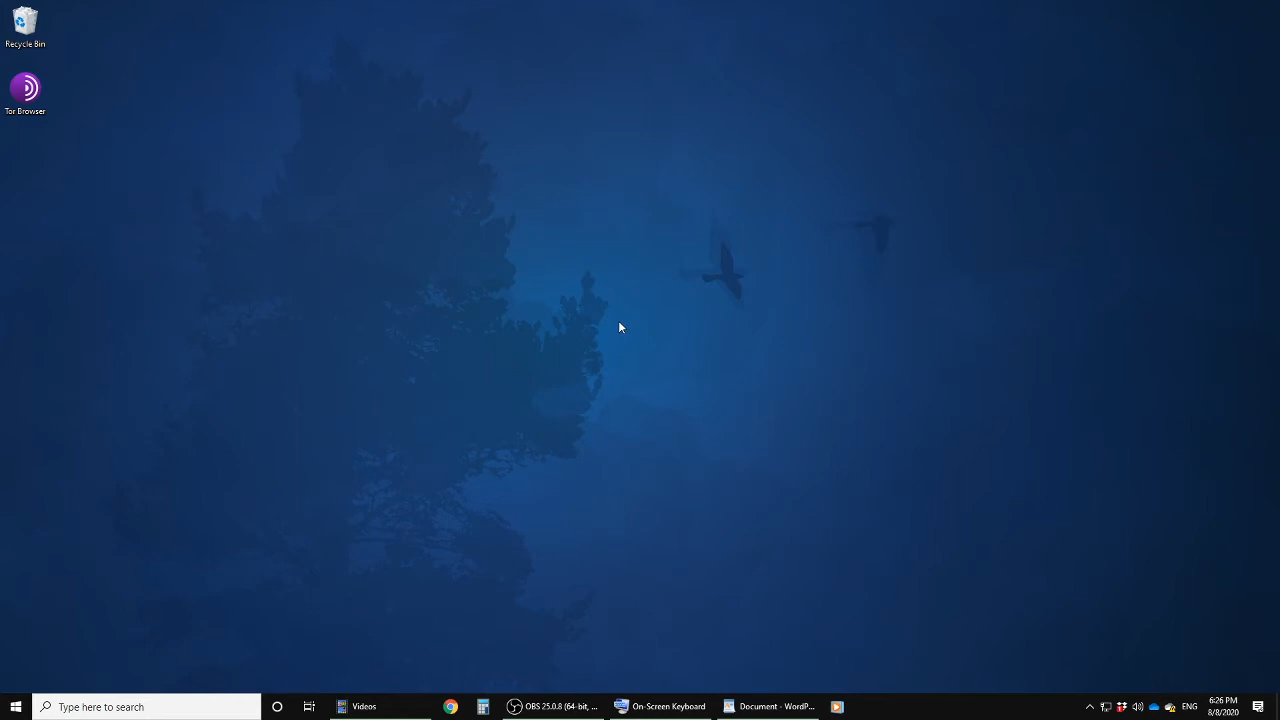 Recycle Bin
Tor Browser
Type here to search
Videos
OBS 25.0.8 (64-bit, ...
On-Screen Keyboard
Document - WordP...
ENG
6:26 PM
8/8/2020